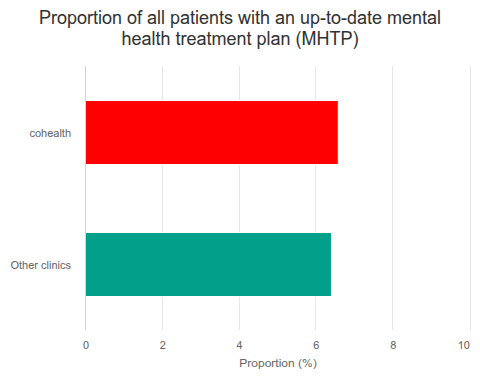 Proportion of all patients with an up-to-date mental
health treatment plan (MHTP)
cohealth
Other clinics
0 2 4 6 8 10
Proportion (%)